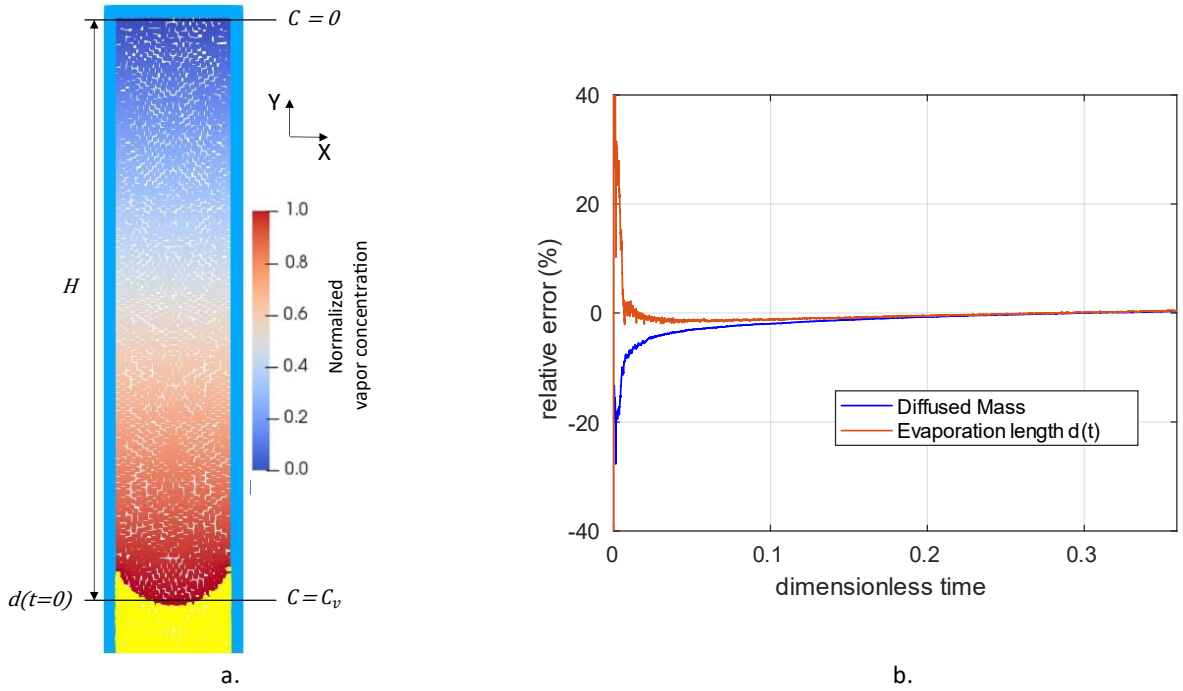 C = 0
Y
X
1.0
0.8
0.6
0.4
0.2
0.0
Normalized
vapor concentration
H
d(t=0)
C = Cᵥ
a.
40
20
0
-20
-40
relative error (%)
0
0.1
0.2
0.3
dimensionless time
Diffused Mass
Evaporation length d(t)
b.